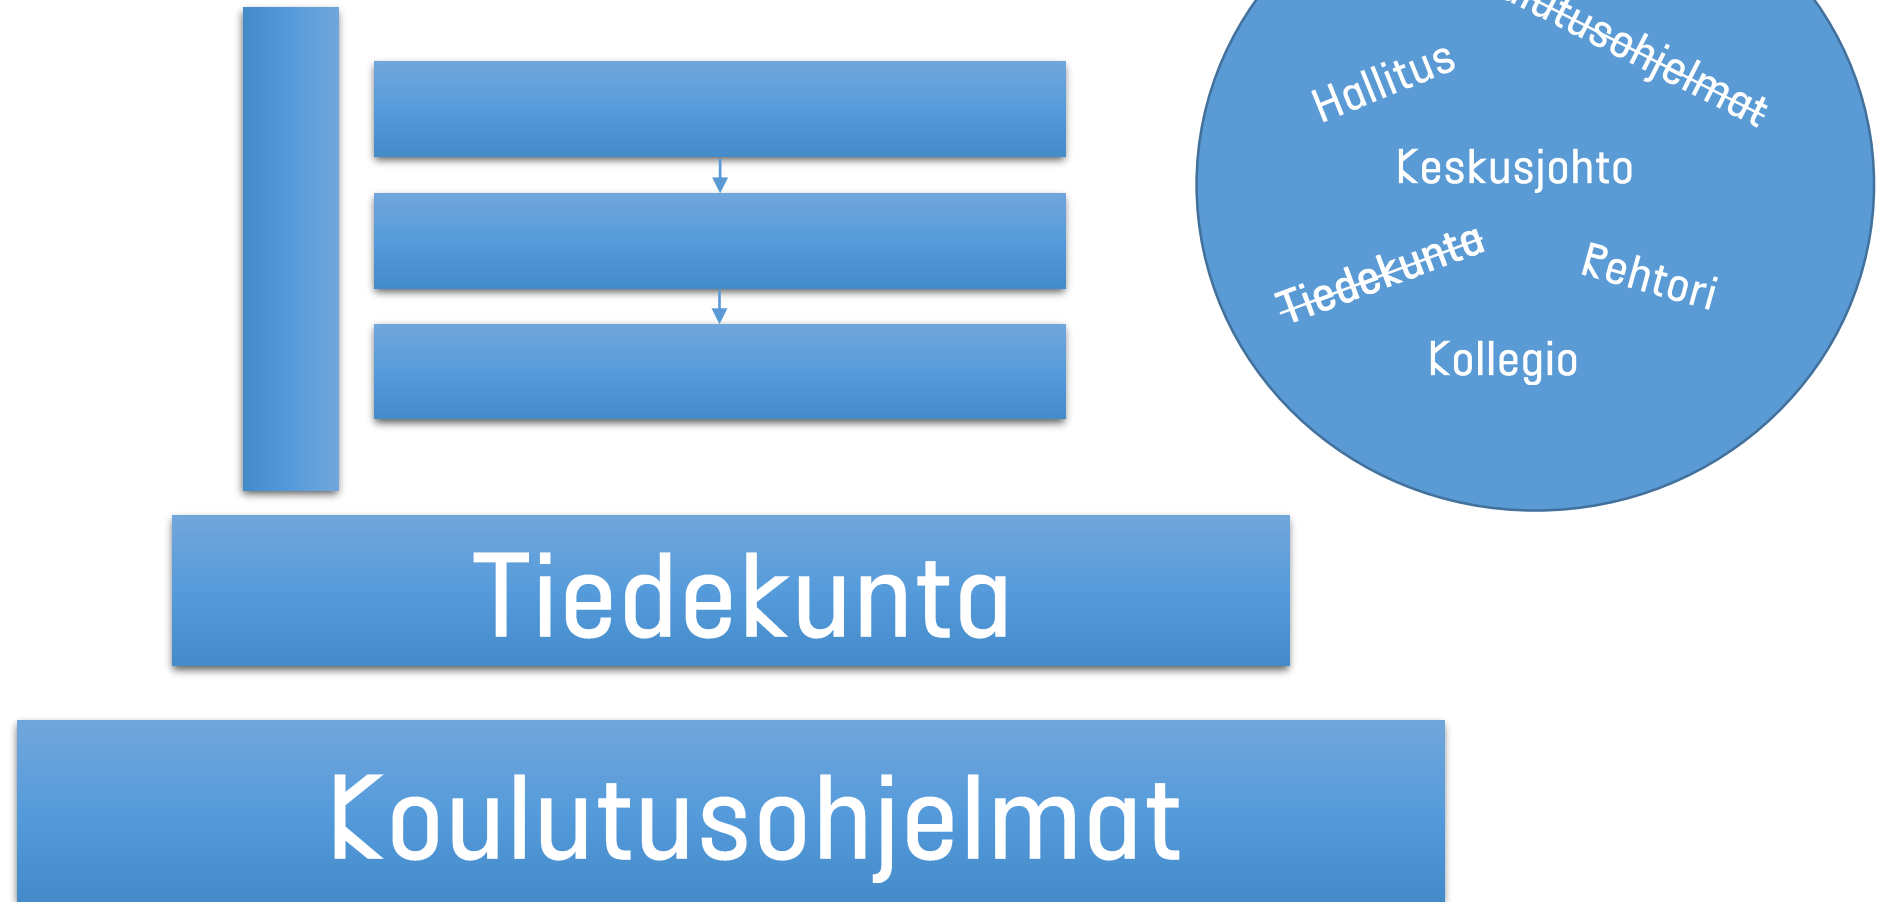 Hallitus
Keskusjohto
Tiedekunta
Rehtori
Kollegio
Tiedekunta
Koulutusohjelmat